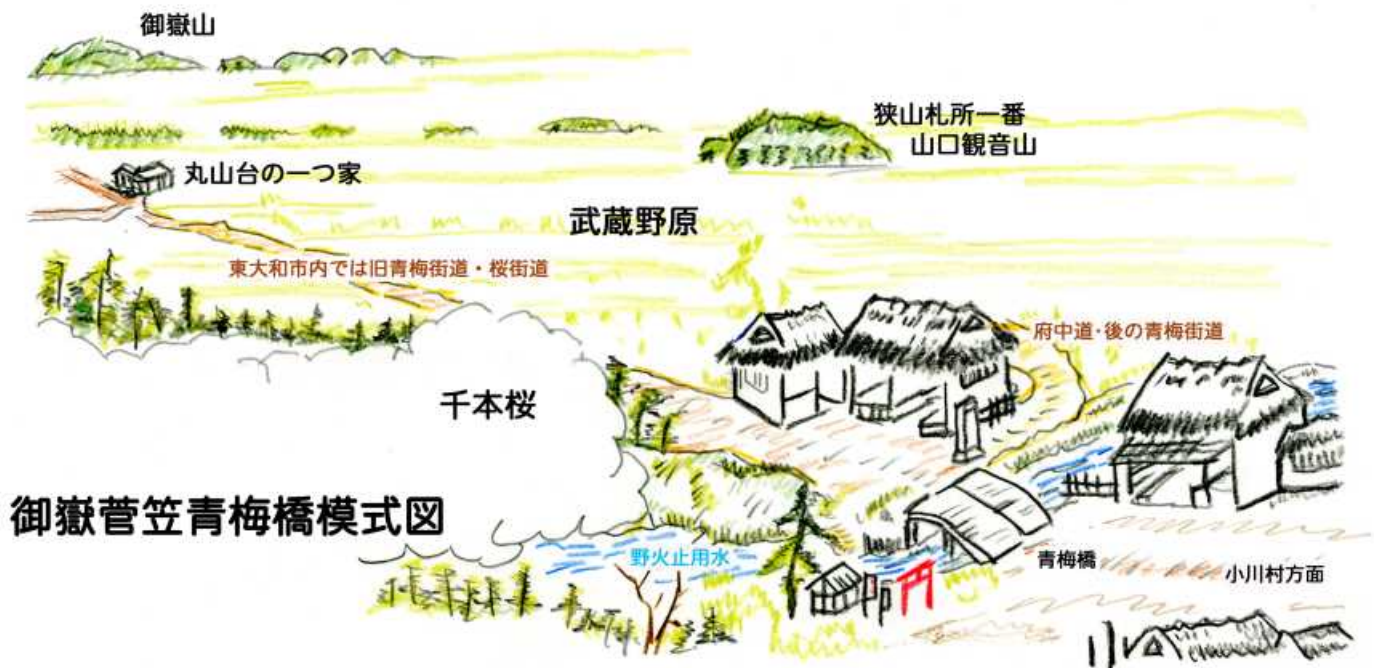 御嶽山
狭山札所一番
山口観音山
丸山台の一つ家
武蔵野原
東大和市内では旧青梅街道・桜街道
府中道・後の青梅街道
千本桜
御嶽菅笠青梅橋模式図
野火止用水
青梅橋
小川村方面